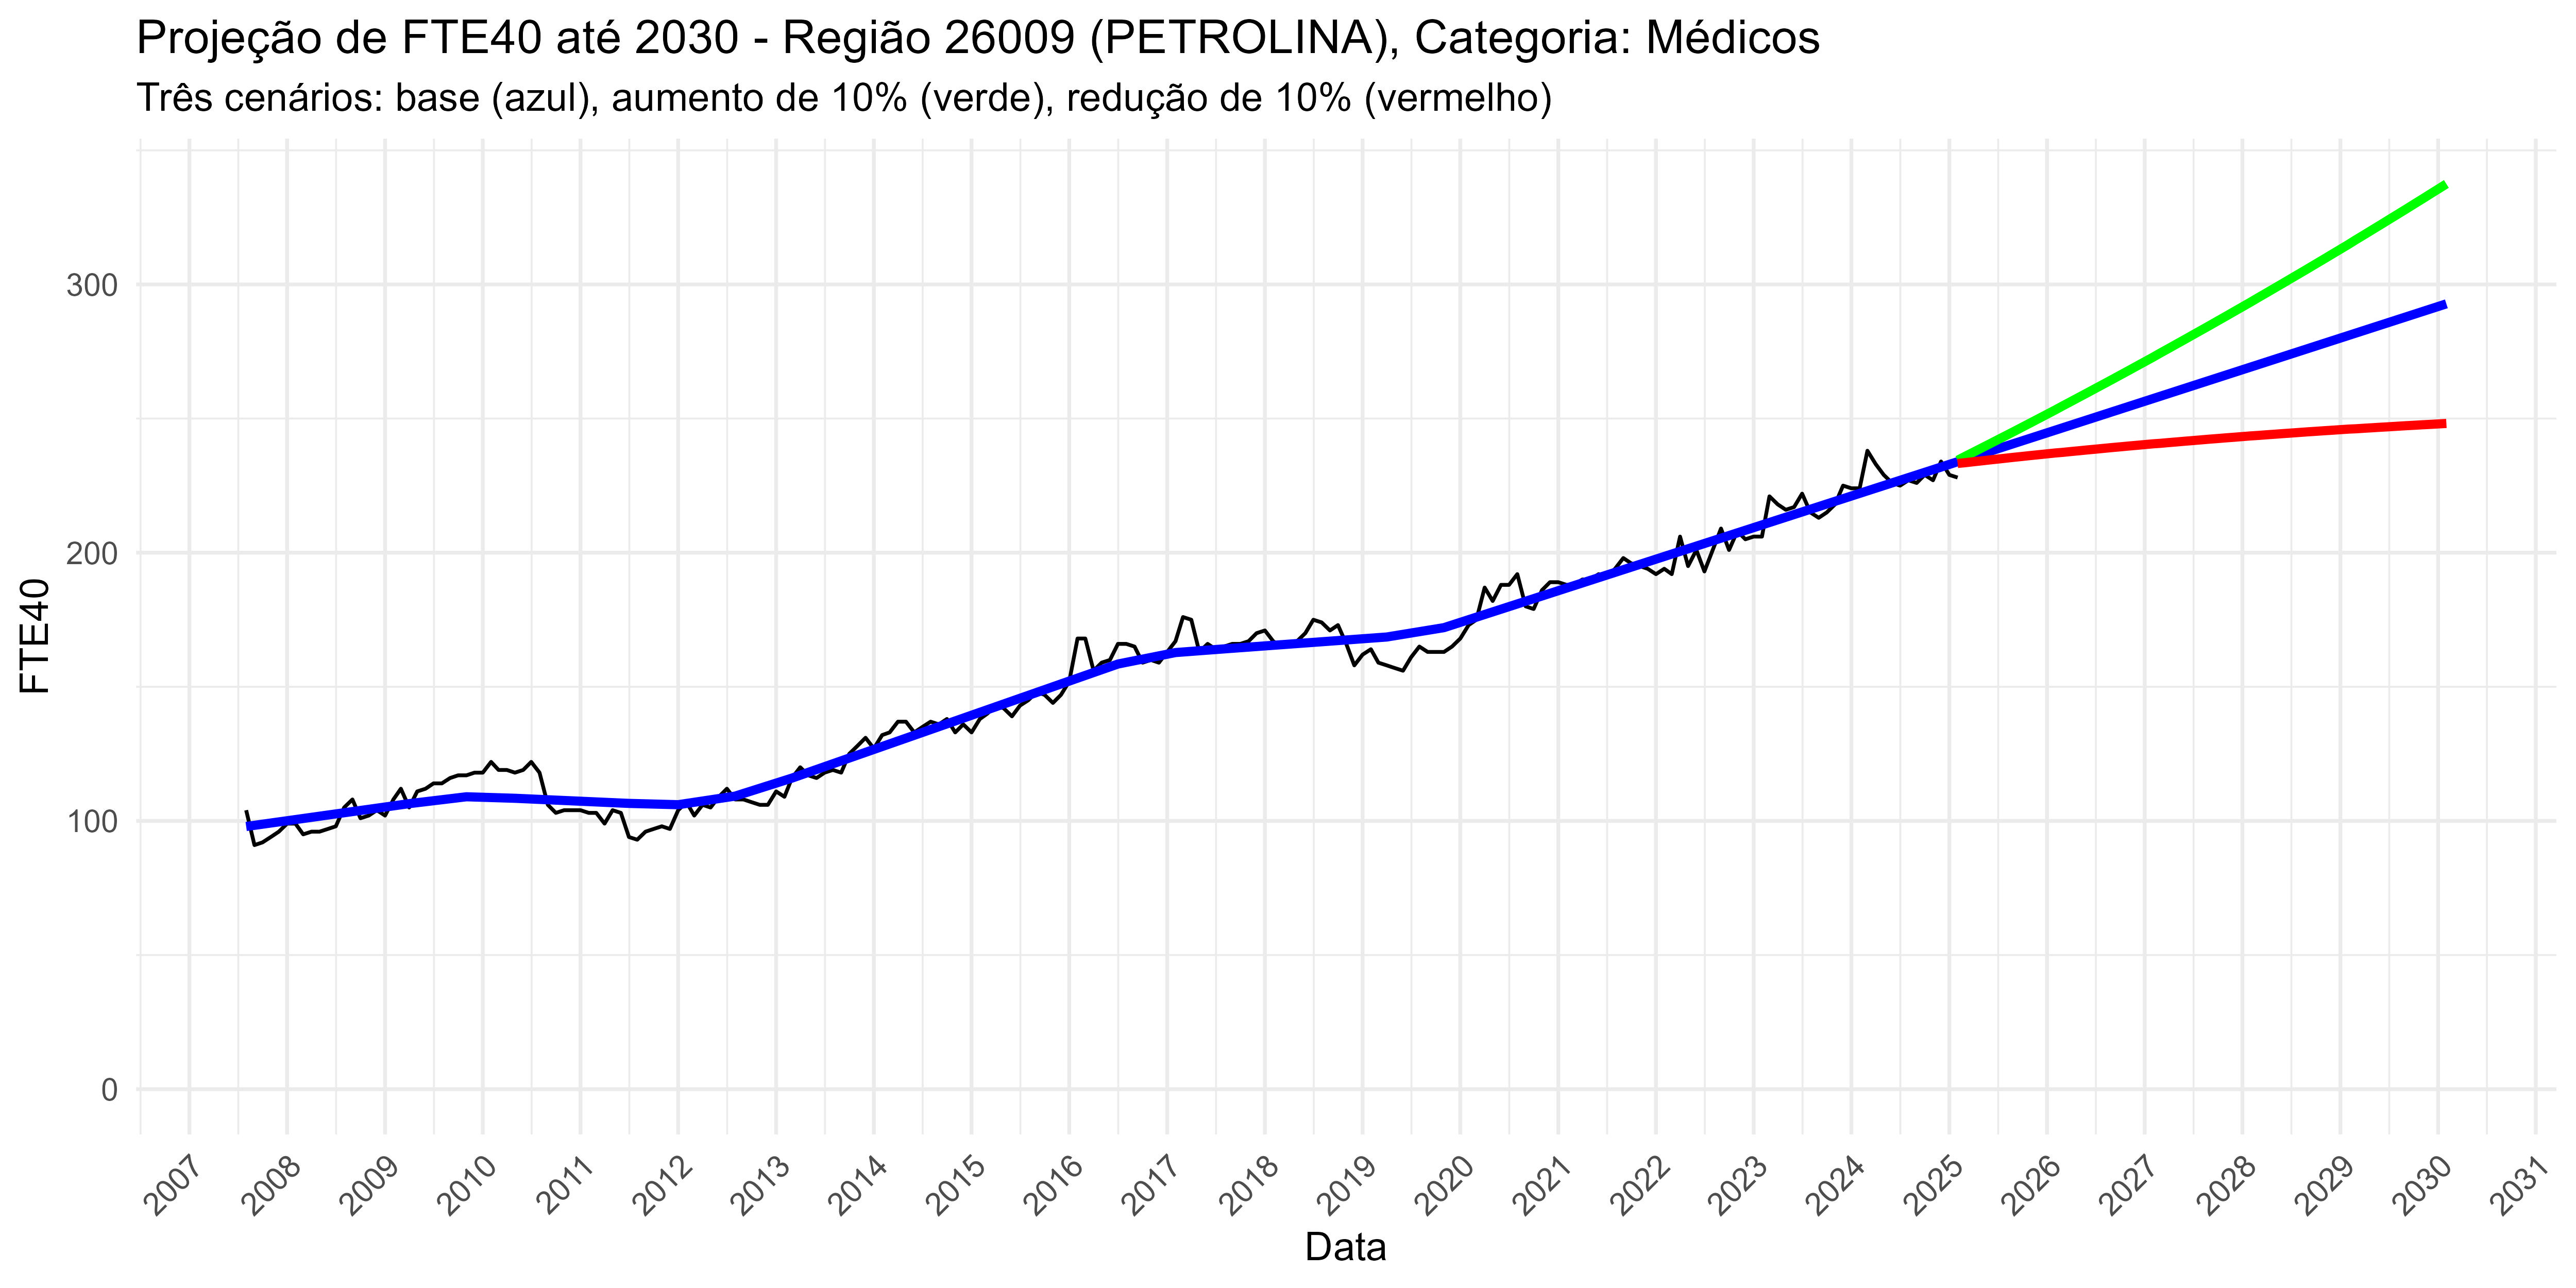 Projeção de FTE40 até 2030 - Região 26009 (PETROLINA), Categoria: Médicos
Três cenários: base (azul), aumento de 10% (verde), redução de 10% (vermelho)
FTE40
300
200
100
0
2007 2008 2009 2010 2011 2012 2013 2014 2015 2016 2017 2018 2019 2020 2021 2022 2023 2024 2025 2026 2027 2028 2029 2030 2031
Data